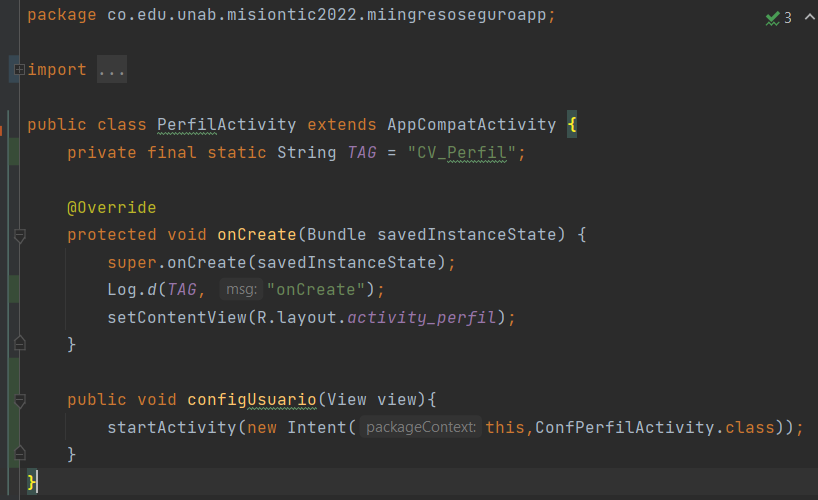 package co.edu.unab.misiontic2022.miingresoseguroapp;
3
import ...
public class PerfilActivity extends AppCompatActivity {
private final static String TAG = "CV_Perfil";
@Override
protected void onCreate(Bundle savedInstanceState) {
super.onCreate(savedInstanceState);
Log.d(TAG, msg: "onCreate");
setContentView(R.layout.activity_perfil);
}
public void configUsuario(View view){
startActivity(new Intent( packageContext: this,ConfPerfilActivity.class));
}
}